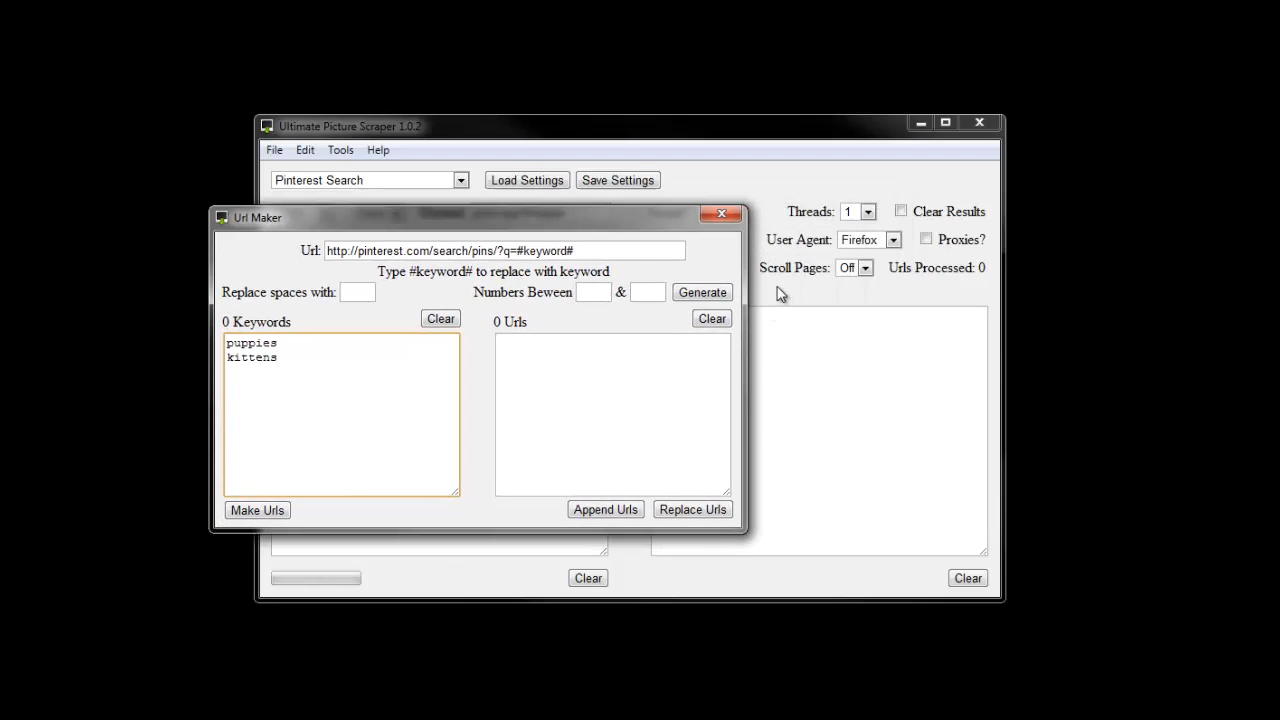 Ultimate Picture Scraper 1.0.2
File Edit Tools Help
Pinterest Search Load Settings Save Settings
Threads: 1 Clear Results
User Agent: Firefox Proxies?
Scroll Pages: Off Urls Processed: 0
Url Maker
Url: http://pinterest.com/search/pins/?q=#keyword#
Type #keyword# to replace with keyword
Replace spaces with: Numbers Beween & Generate
0 Keywords Clear 0 Urls Clear
puppies
kittens
Make Urls Append Urls Replace Urls
Clear Clear